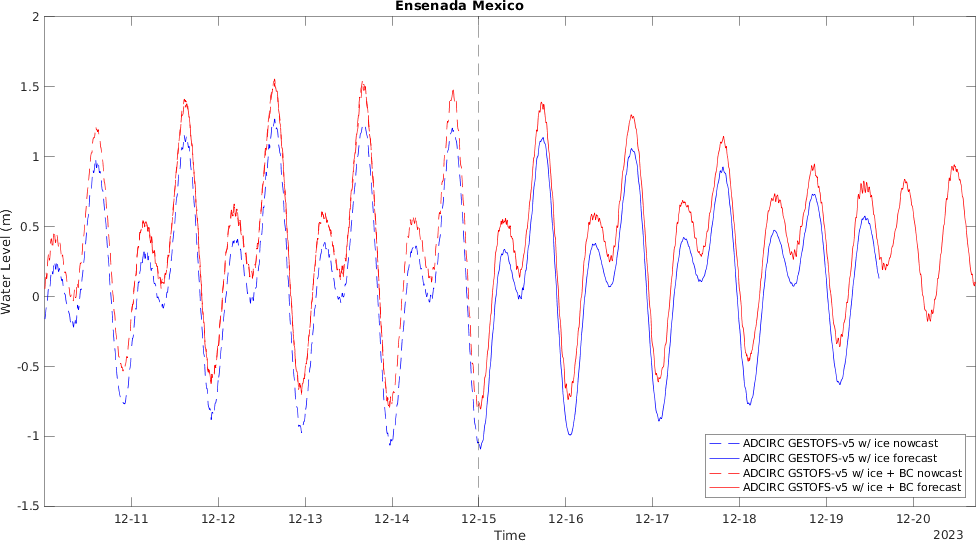 Ensenada Mexico
2
1.5
1
0.5
0
-0.5
-1
-1.5
Water Level (m)
12-11 12-12 12-13 12-14 12-15 12-16 12-17 12-18 12-19 12-20
Time
2023
ADCIRC GESTOFS-v5 w/ ice nowcast
ADCIRC GESTOFS-v5 w/ ice forecast
ADCIRC GSTOFS-v5 w/ ice + BC nowcast
ADCIRC GSTOFS-v5 w/ ice + BC forecast